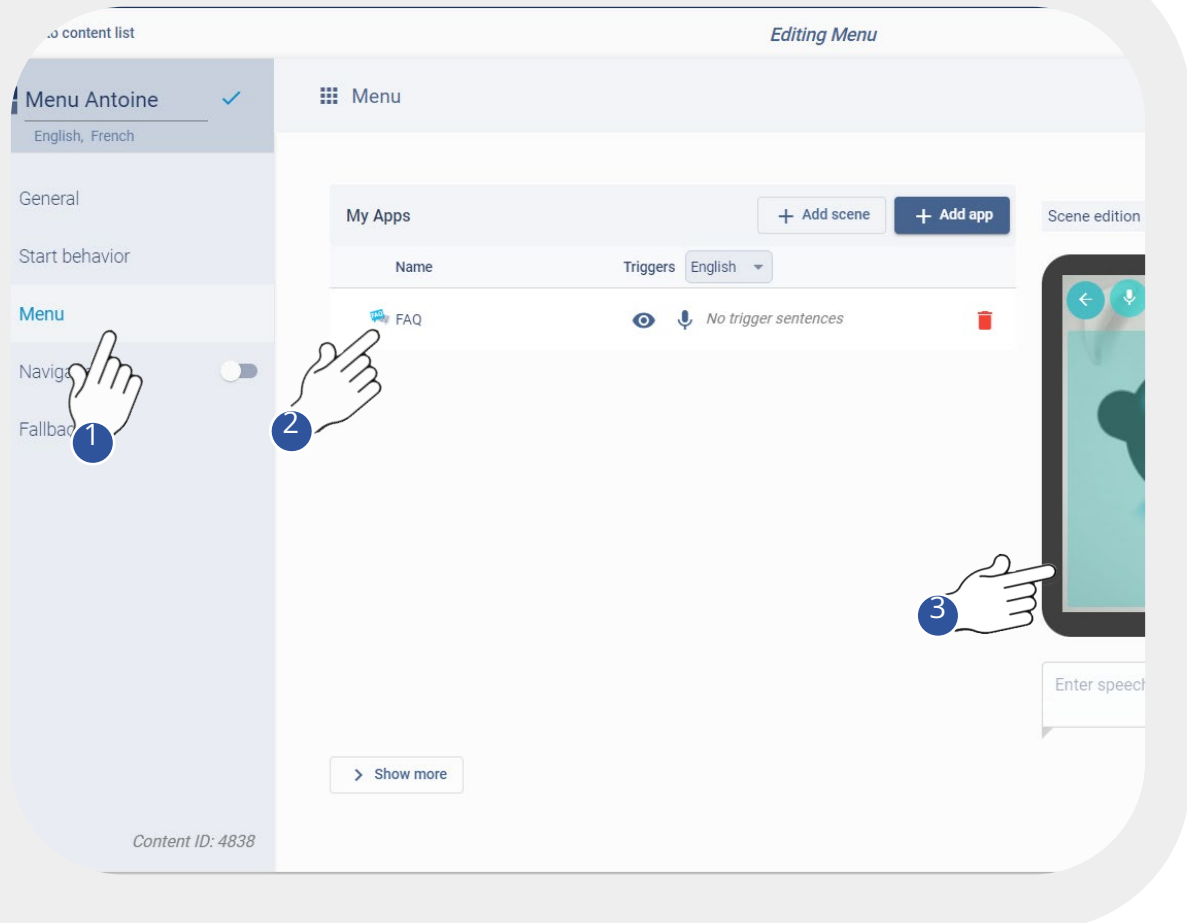 to content list
Editing Menu
Menu Antoine
English, French
Menu
General
Start behavior
Menu
1
My Apps
+ Add scene
+ Add app
Scene edition
Name
Triggers
English
FAQ
FAQ
No trigger sentences
2
3
Enter speech
> Show more
Content ID: 4838